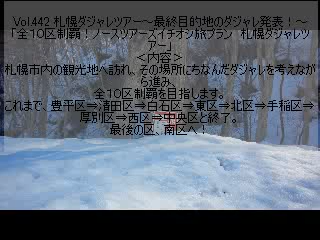 Vol.442 札幌ダジャレツアー～最終目的地のダジャレ発表！～
「全10区制覇！ノースツアーズイチオシ旅プラン　札幌ダジャレツアー」
＜内容＞
札幌市内の観光地へ訪れ、その場所にちなんだダジャレを考えながら進み、
全10区制覇を目指します。
これまで、豊平区⇒清田区⇒白石区⇒東区⇒北区⇒手稲区⇒
厚別区⇒西区⇒中央区と終了。
最後の区、南区へ！